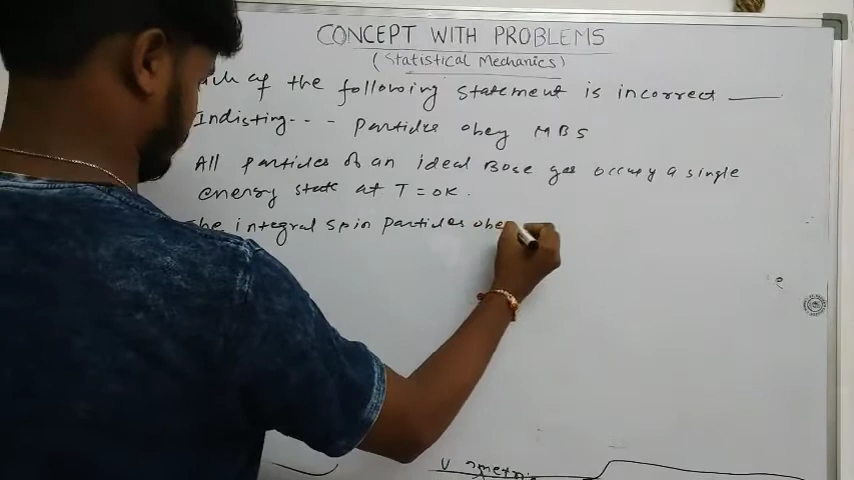 CONCEPT WITH PROBLEMS
(Statistical Mechanics)
of the following statement is incorrect
Indisting--- particles obey MBS
All particles of an ideal Bose gas occupy a single
energy state at T = 0K.
The integral spin particles obe